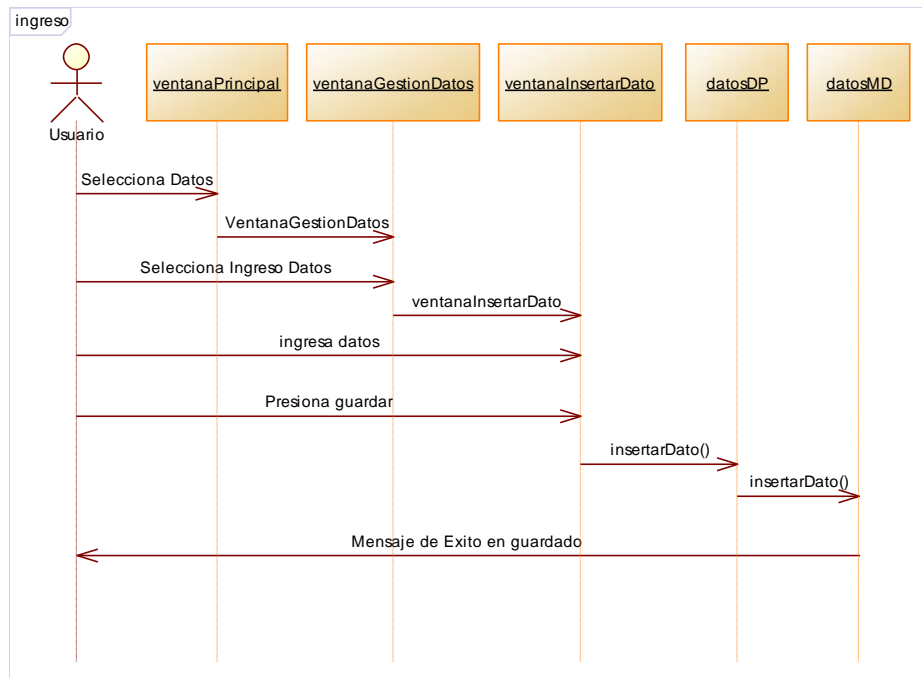 ingreso
ventanaPrincipal
ventanaGestionDatos
ventanaInsertarDato
datosDP
datosMD
Usuario
Selecciona Datos
VentanaGestionDatos
Selecciona Ingreso Datos
ventanaInsertarDato
ingresa datos
Presiona guardar
insertarDato()
insertarDato()
Mensaje de Exito en guardado